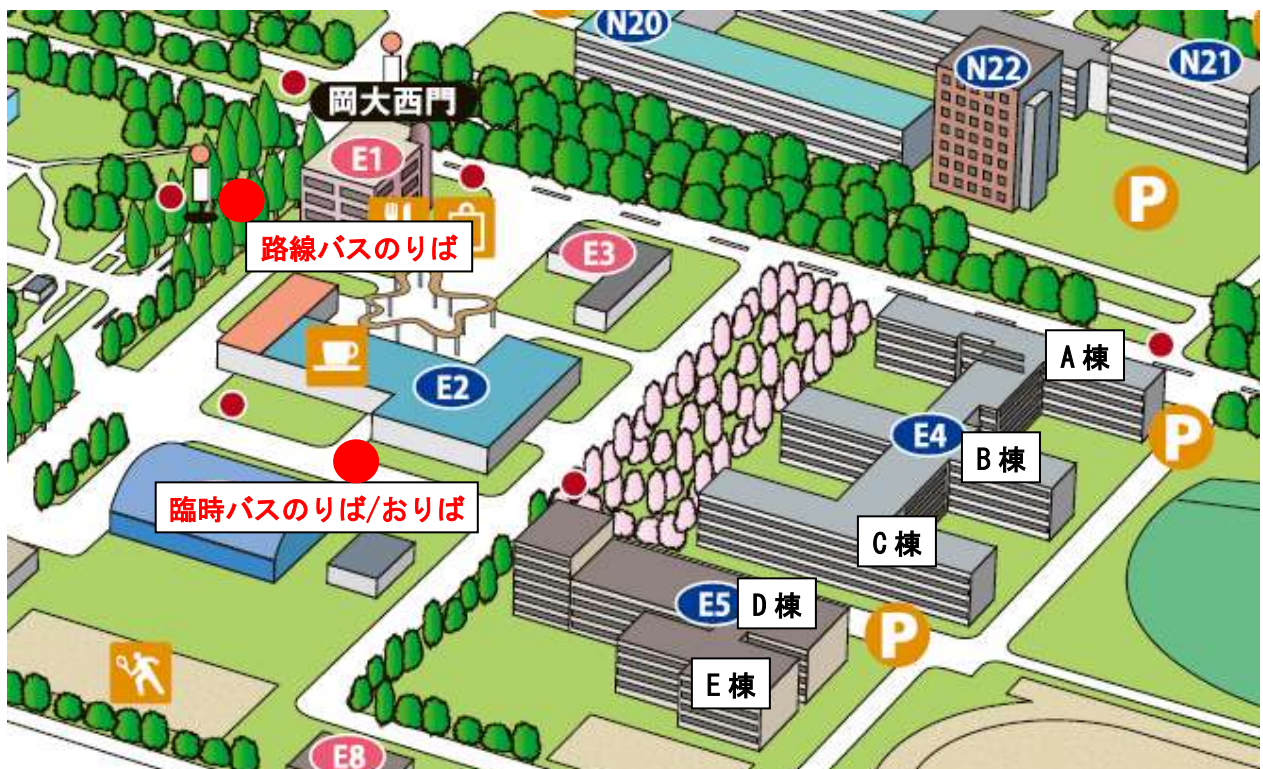 N20
N22
N21
岡大西門
E1
P
路線バスのりば
E3
A棟
E2
E4
P
B棟
臨時バスのりば/おりば
C棟
E5
D棟
P
E棟
E8